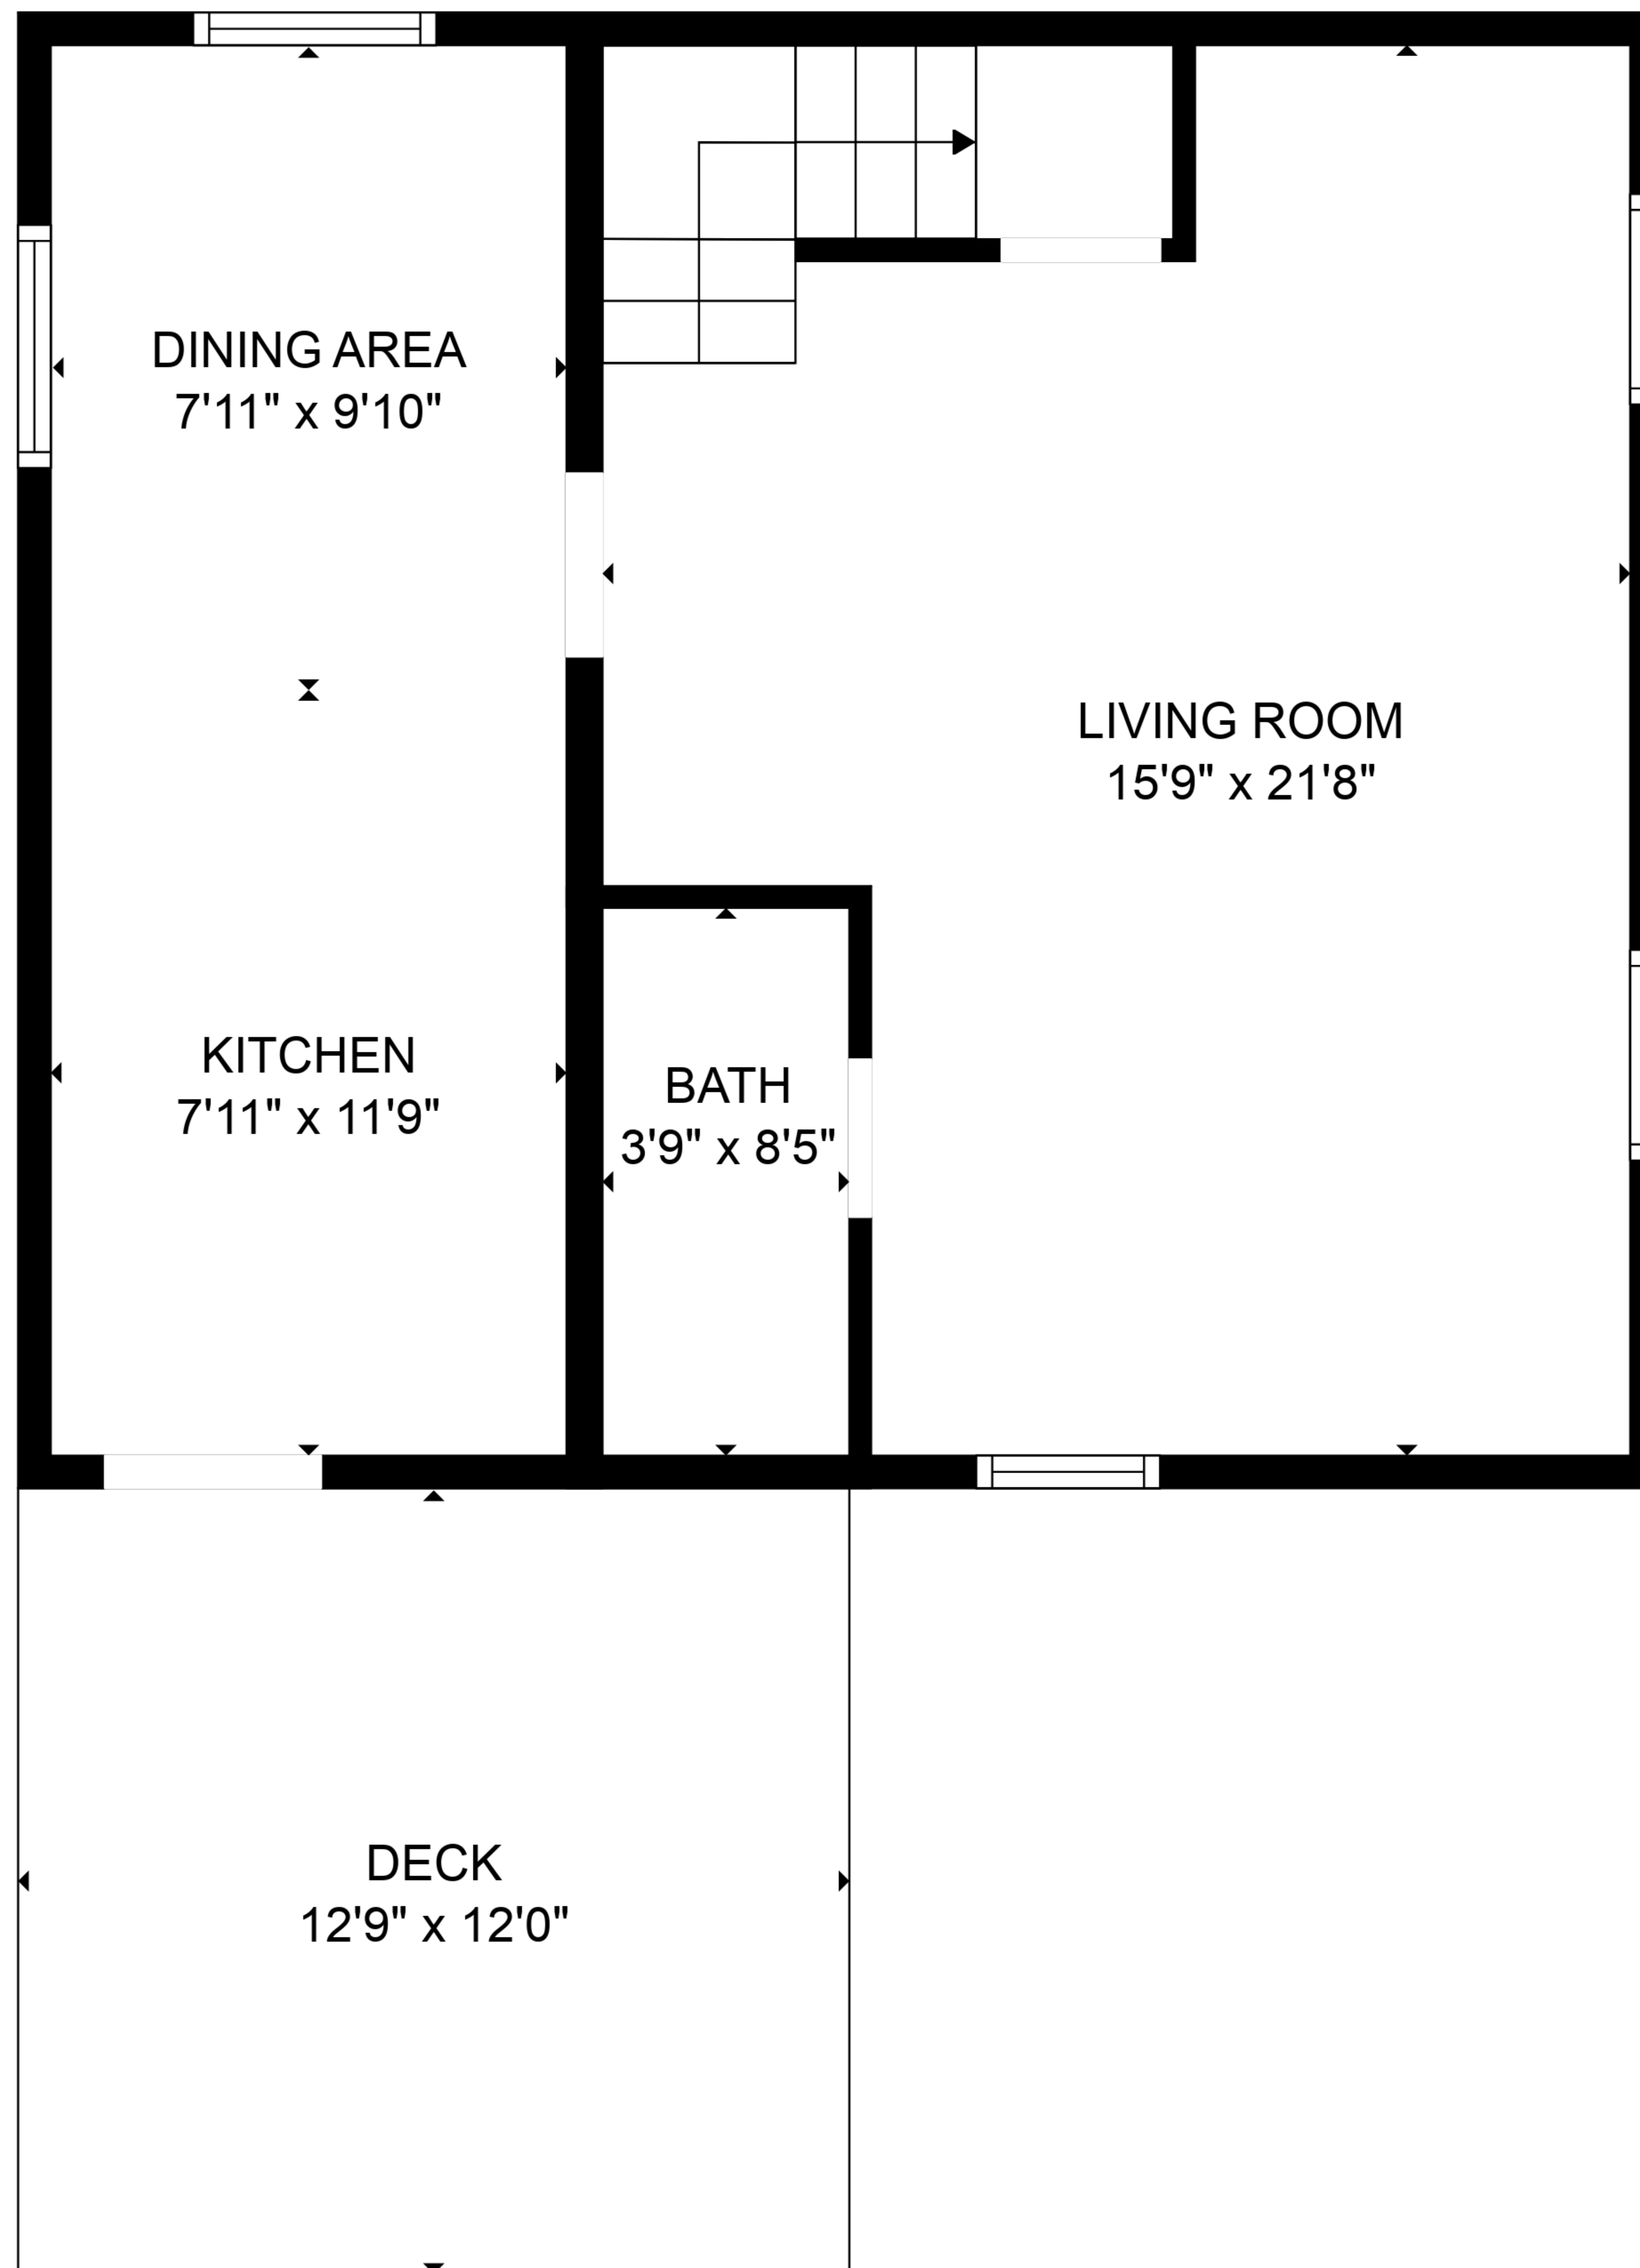 DINING AREA
7'11" x 9'10"
LIVING ROOM
15'9" x 21'8"
KITCHEN
7'11" x 11'9"
BATH
3'9" x 8'5"
DECK
12'9" x 12'0"